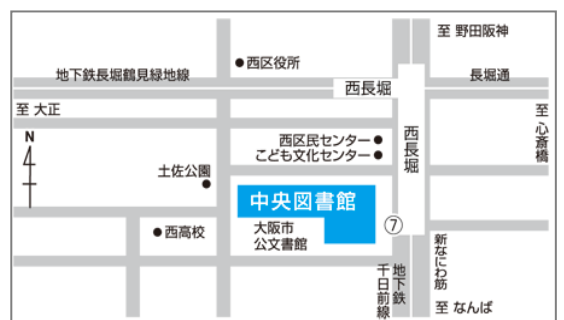 至 野田阪神
西区役所
地下鉄長堀鶴見緑地線
長堀通
西長堀
至 大正
至 心斎橋
N
西区民センター
こども文化センター
西長堀
土佐公園
中央図書館
大阪市
公文書館
⑦
西高校
新なにわ筋
地下鉄
千日前線
至 なんば